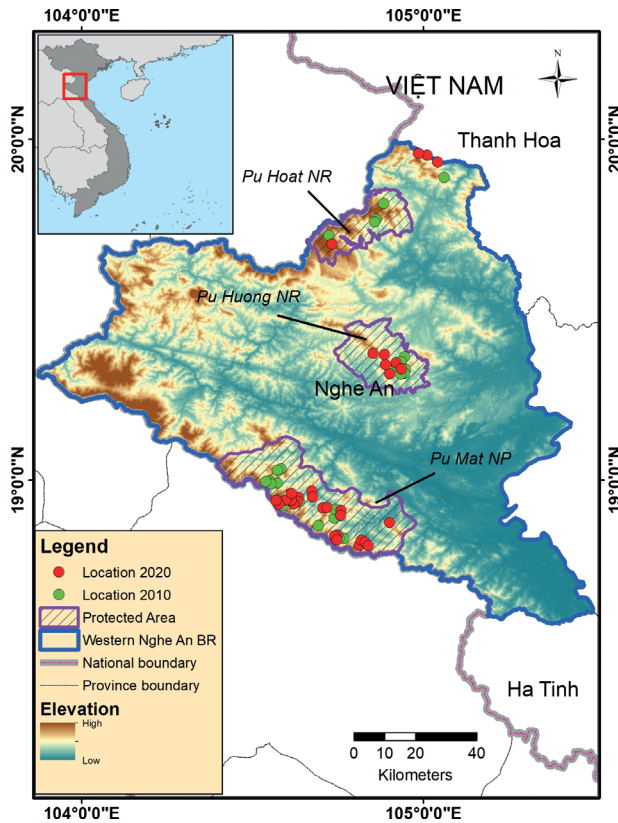 104°0'0"E
105°0'0"E
N
VIỆT NAM
20°0'0"N
20°0'0"N
Thanh Hoa
Pu Hoat NR
Pu Huong NR
Nghe An
Pu Mat NP
19°0'0"N
19°0'0"N
Legend
Location 2020
Location 2010
Protected Area
Western Nghe An BR
National boundary
Province boundary
Elevation
High
Low
Ha Tinh
0 10 20 40
Kilometers
104°0'0"E
105°0'0"E